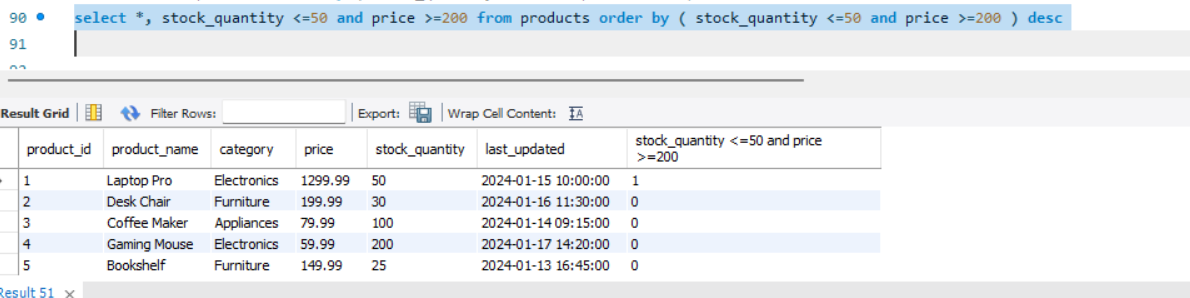 90 select *, stock_quantity <=50 and price >=200 from products order by ( stock_quantity <=50 and price >=200 ) desc
91
Result Grid Filter Rows: Export: Wrap Cell Content:
product_id product_name category price stock_quantity last_updated stock_quantity <=50 and price
>=200
1 Laptop Pro Electronics 1299.99 50 2024-01-15 10:00:00 1
2 Desk Chair Furniture 199.99 30 2024-01-16 11:30:00 0
3 Coffee Maker Appliances 79.99 100 2024-01-14 09:15:00 0
4 Gaming Mouse Electronics 59.99 200 2024-01-17 14:20:00 0
5 Bookshelf Furniture 149.99 25 2024-01-13 16:45:00 0
Result 51